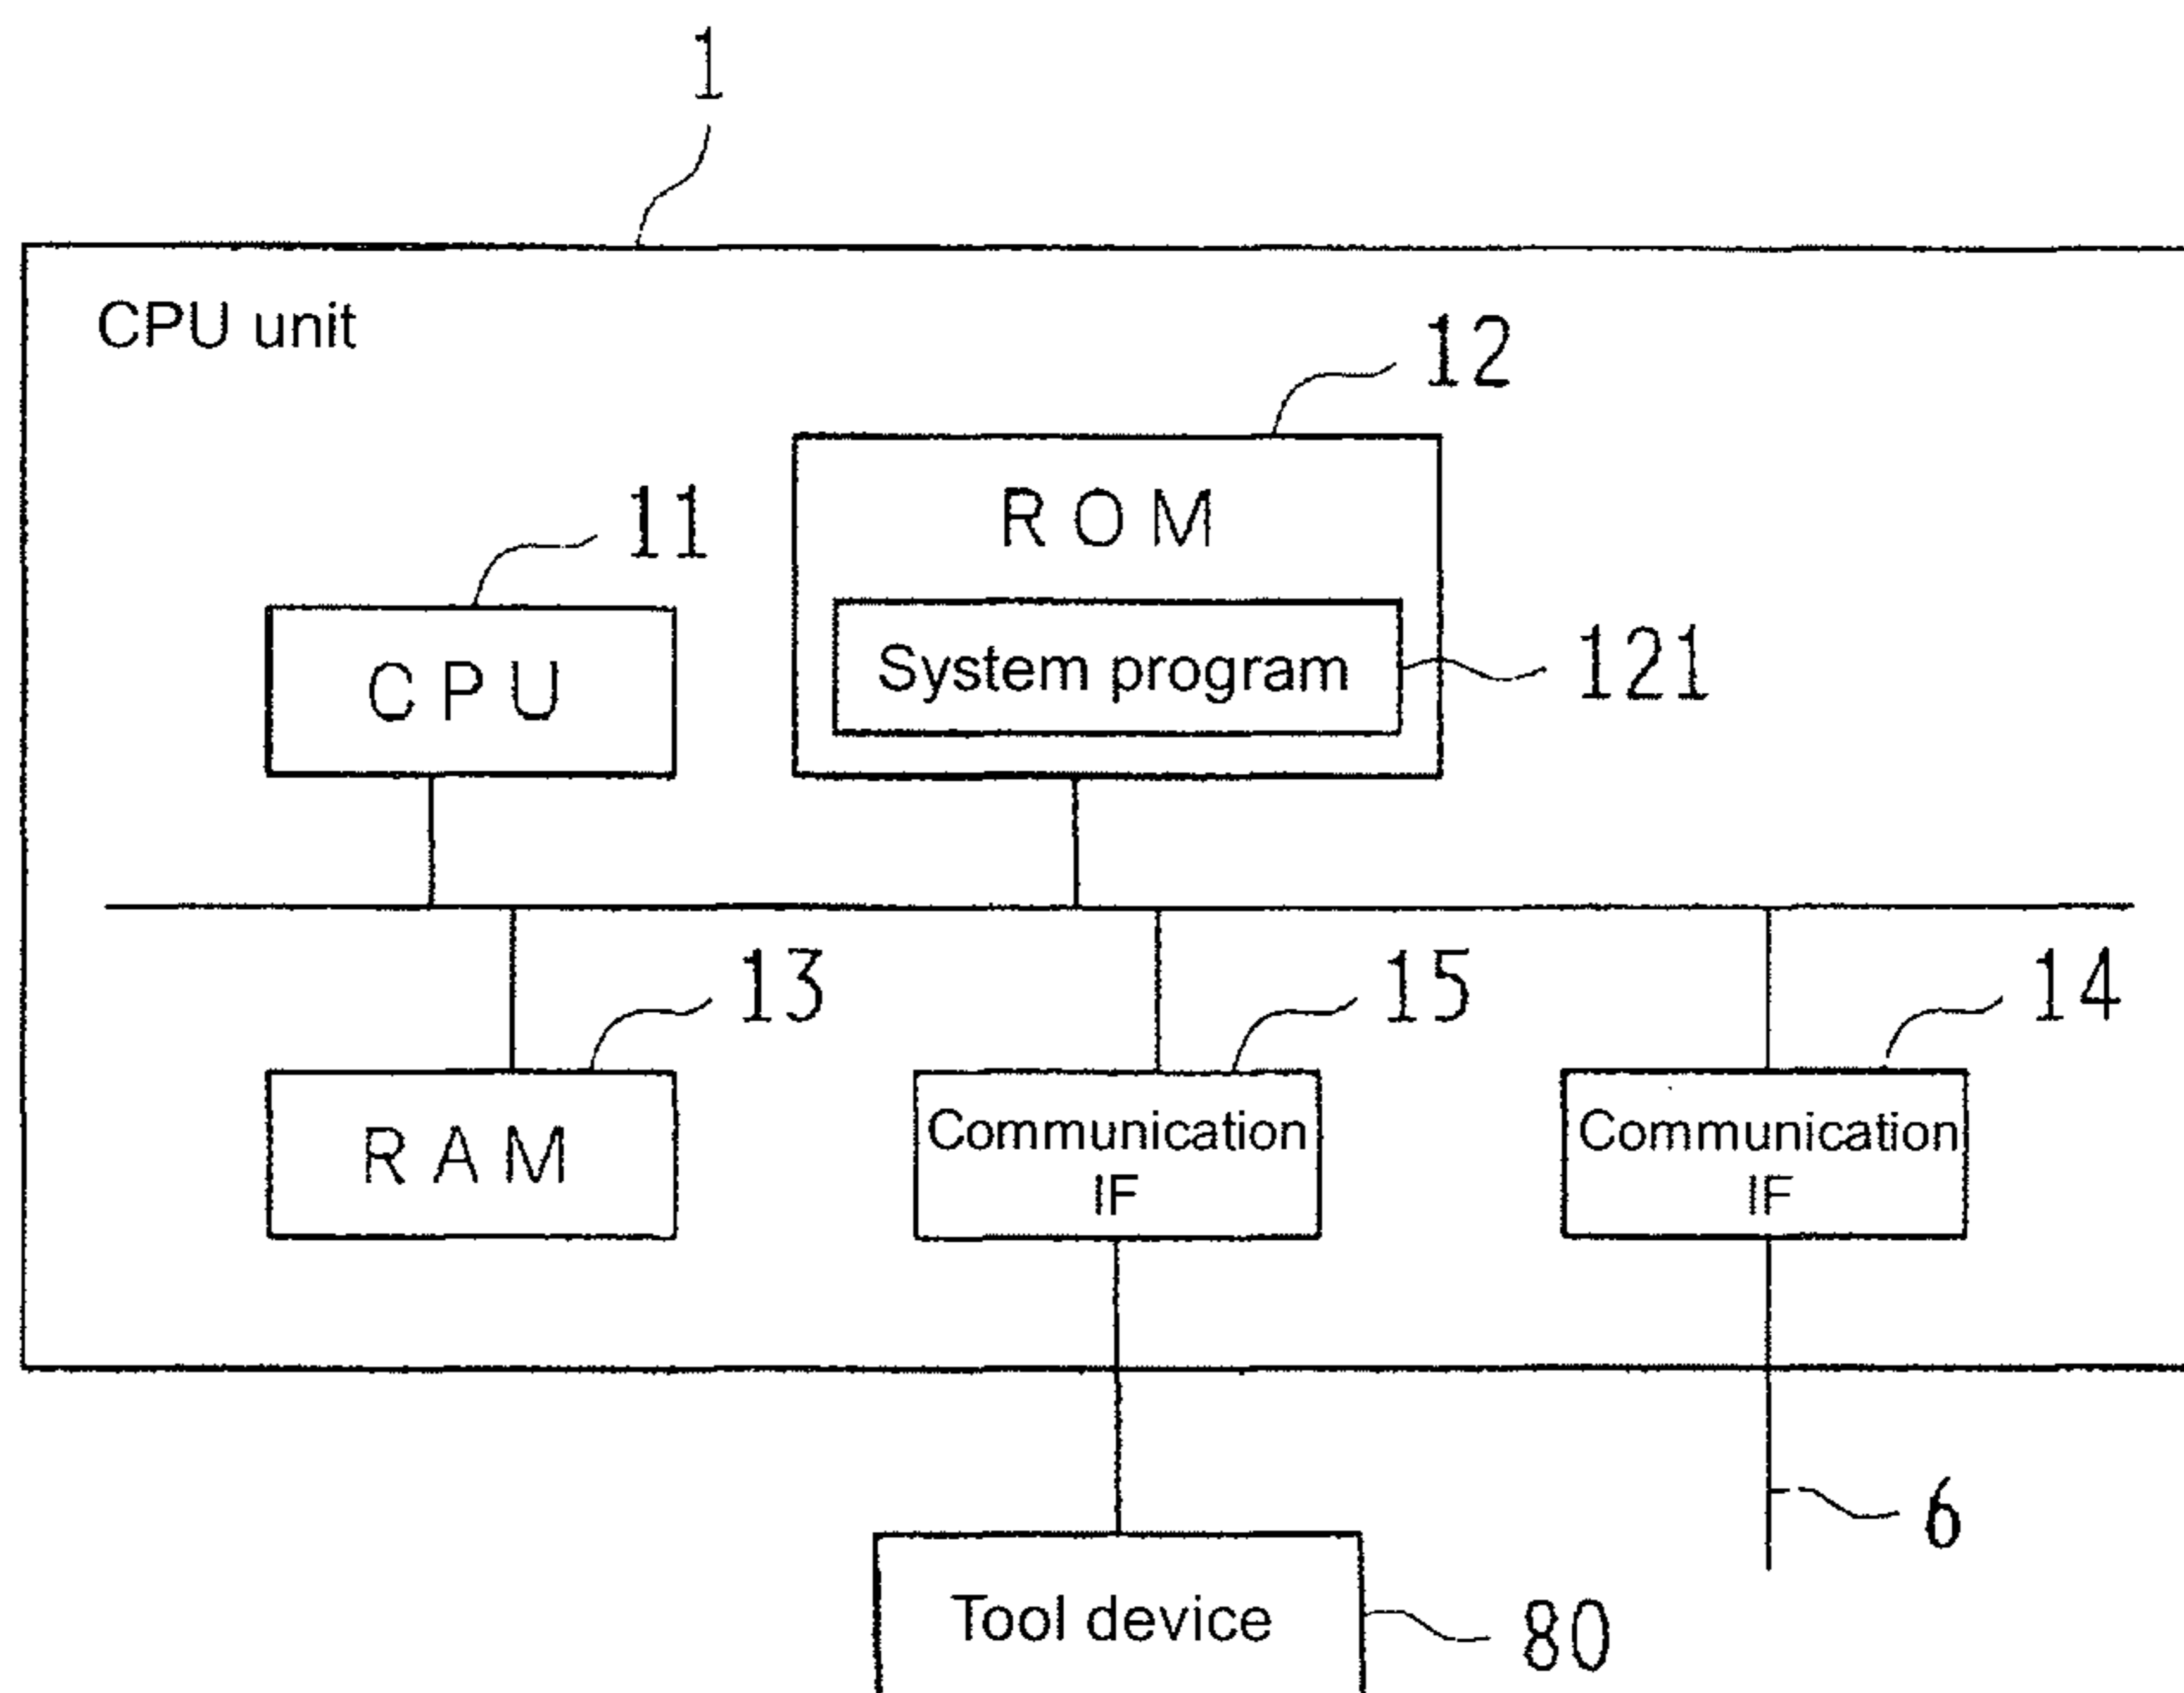 1
CPU unit
12
ROM
11
System program
121
CPU
13
15
14
RAM
Communication
IF
Communication
IF
6
Tool device
80